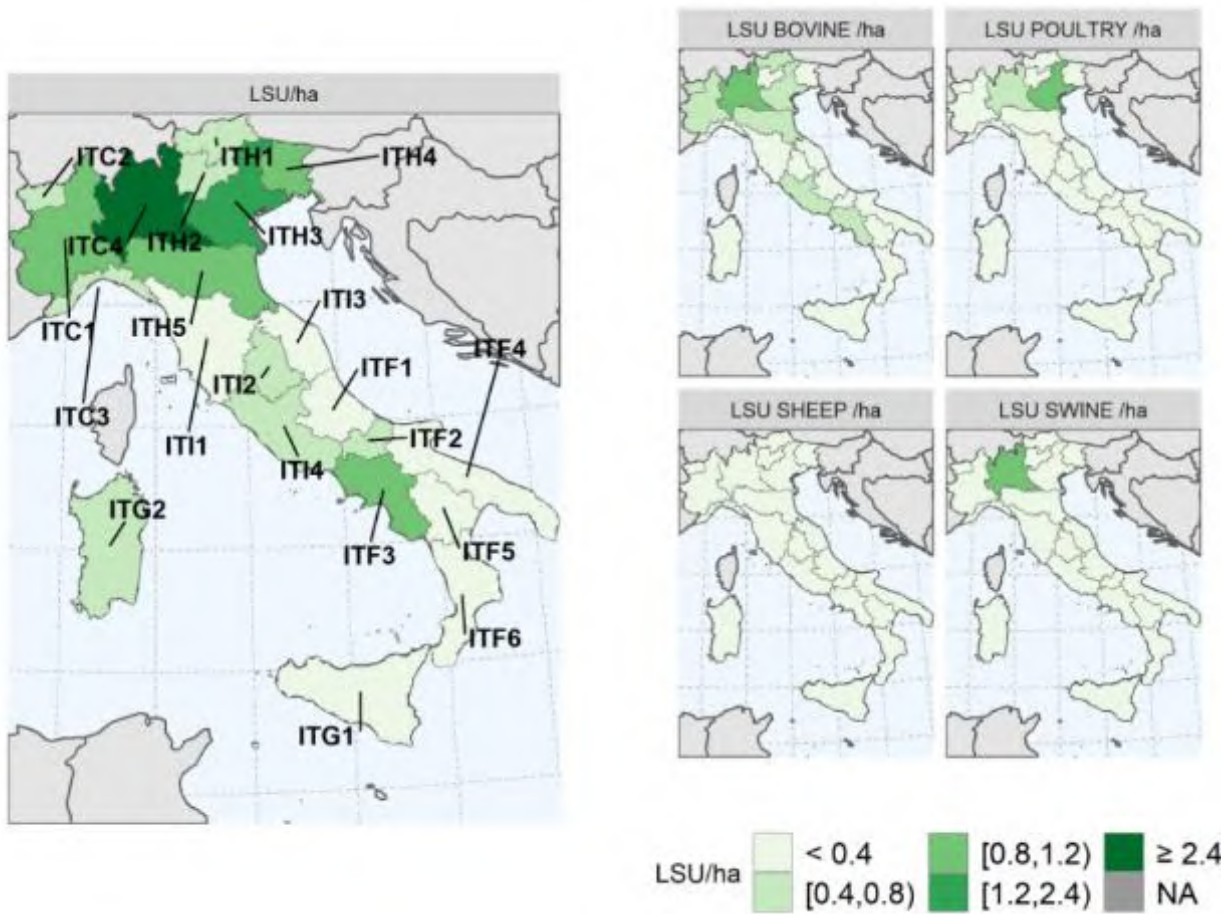 LSU/ha
ITC2
ITH1
ITH4
ITC4
ITH2
ITH3
ITC1
ITH5
ITI3
ITF4
ITC3
ITI2
ITF1
ITI1
ITI4
ITF2
ITG2
ITF3
ITF5
ITF6
ITG1
LSU BOVINE /ha
LSU POULTRY /ha
LSU SHEEP /ha
LSU SWINE /ha
LSU/ha
< 0.4
[0.8,1.2)
≥ 2.4
[0.4,0.8)
[1.2,2.4)
NA